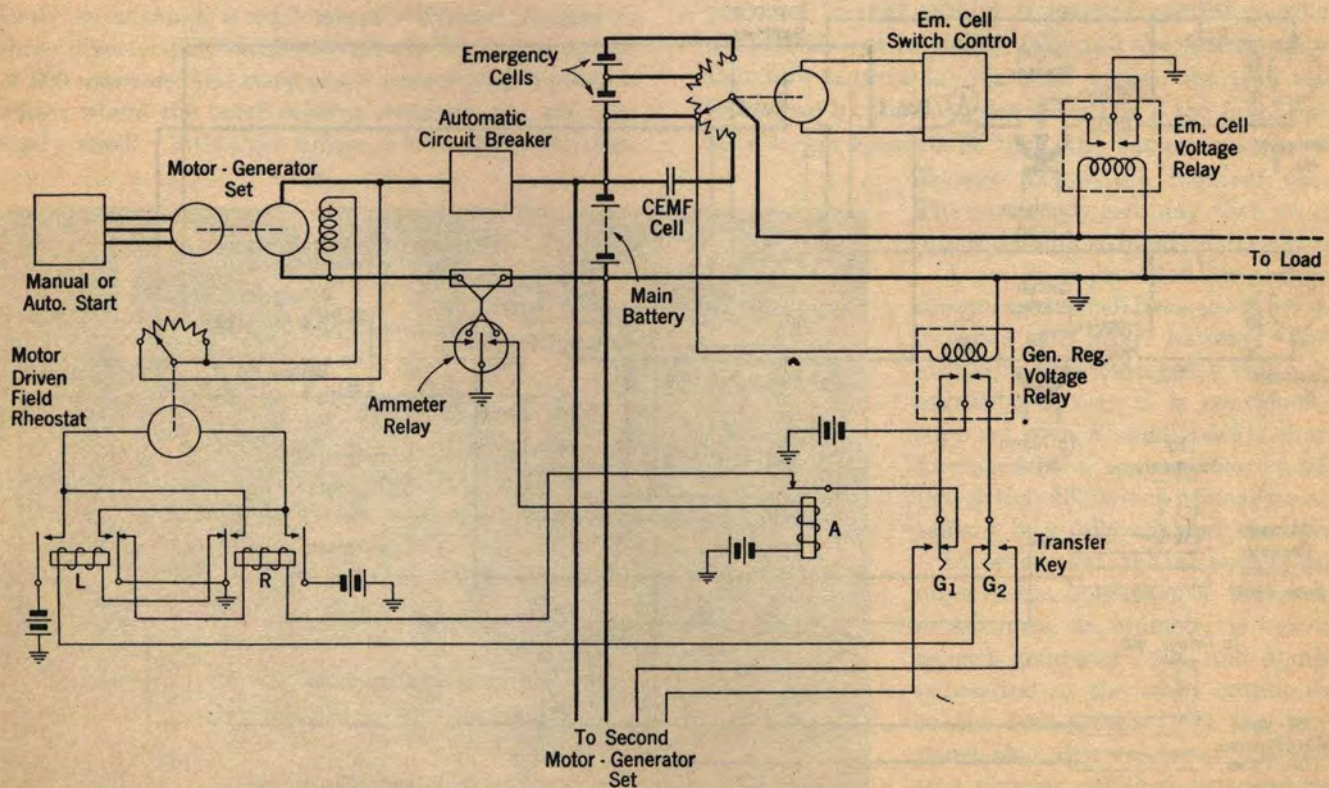 Em. Cell
Switch Control
Emergency
Cells
Automatic
Circuit Breaker
Em. Cell
Voltage
Relay
Motor - Generator
Set
CEMF
Cell
Manual or
Auto. Start
To Load
Main
Battery
Motor
Driven
Field
Rheostat
Gen. Reg.
Voltage
Relay
Ammeter
Relay
A
Transfer
Key
L
R
G1
G2
To Second
Motor - Generator
Set